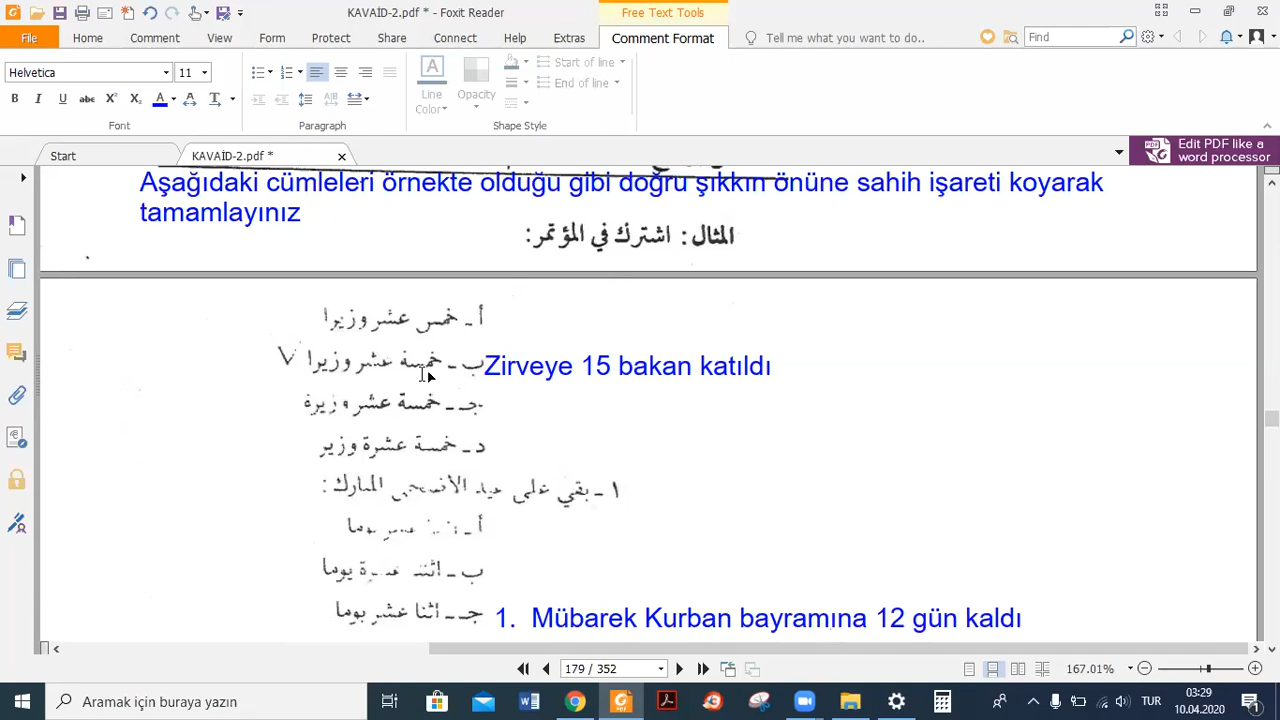 KAVAİD-2.pdf * - Foxit Reader
Free Text Tools
File Home Comment View Form Protect Share Connect Help Extras Comment Format Tell me what you want to do.. Find
Helvetica 11
Line Color
Opacity
Start of line
End of line
Font Paragraph Shape Style
Start KAVAİD-2.pdf *
Edit PDF like a word processor
Aşağıdaki cümleleri örnekte olduğu gibi doğru şıkkın önüne sahih işareti koyarak
tamamlayınız
المثال : اشترك في المؤتمر:
أ ـ خمس عشر وزيرا
ب ـ خمسة عشر وزيرا V
Zirveye 15 bakan katıldı
جـ ـ خمسة عشر وزيرة
د ـ خمسة عشرة وزير
١ ـ بقي على عيد الأضحى المبارك :
أ ـ عشر يوما
ب ـ يوما
جـ ـ اثنا عشر يوما
1. Mübarek Kurban bayramına 12 gün kaldı
179 / 352
167.01%
Aramak için buraya yazın
TUR
03:29
10.04.2020